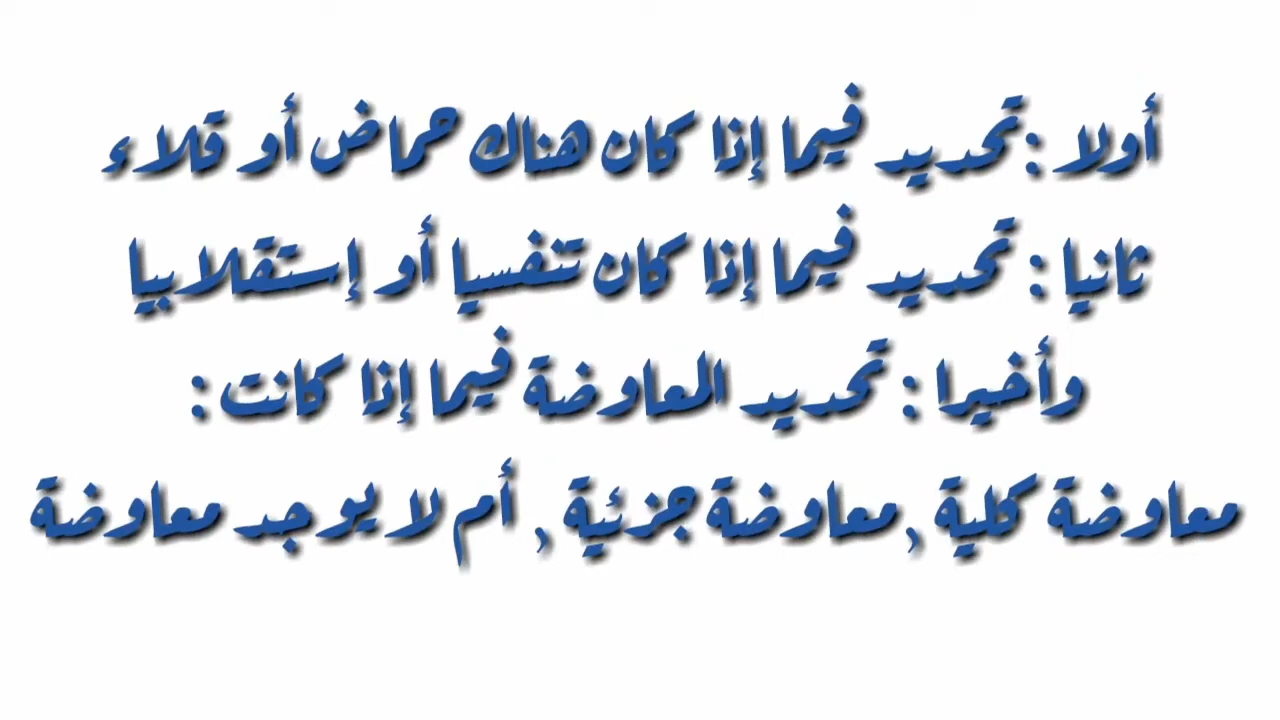 أولا :تحديد فيما إذا كان هناك حماض أو قلاء
ثانيا : تحديد فيما إذا كان تنفسيا أو إستقلابيا
وأخيرا : تحديد المعاوضة فيما إذا كانت :
معاوضة كلية ,معاوضة جزئية , أم لا يوجد معاوضة